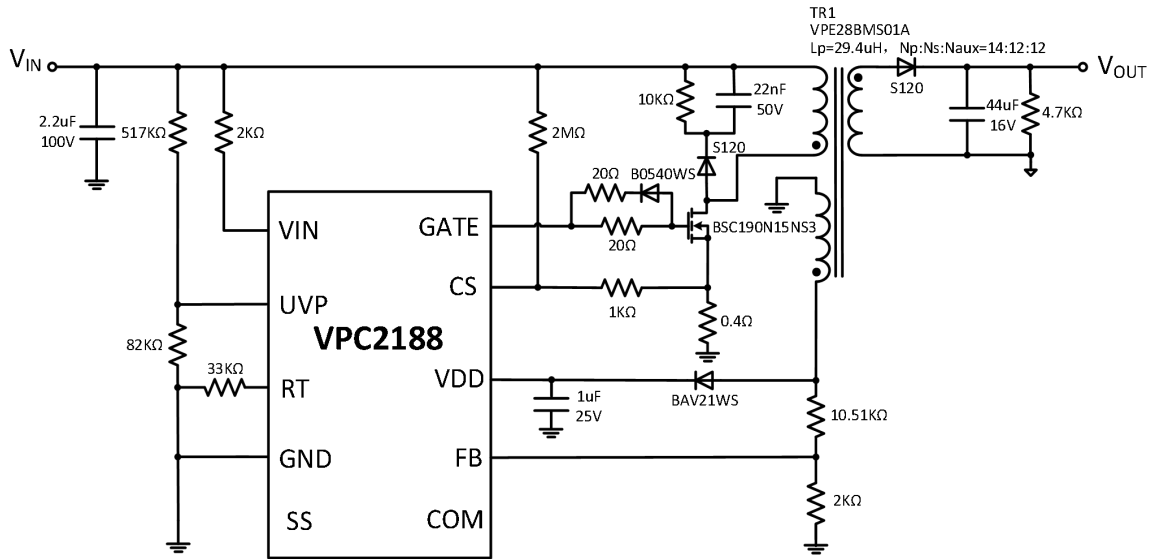 TR1
VPE28BMS01A
Lp=29.4uH， Np:Ns:Naux=14:12:12
VIN
VOUT
2.2uF
100V
517KΩ
2KΩ
2MΩ
10KΩ
22nF
50V
S120
S120
44uF
16V
4.7KΩ
20Ω
B0540WS
20Ω
BSC190N15NS3
VIN
GATE
UVP
CS
1KΩ
0.4Ω
VPC2188
82KΩ
33KΩ
RT
VDD
1uF
25V
BAV21WS
10.51KΩ
GND
FB
2KΩ
SS
COM